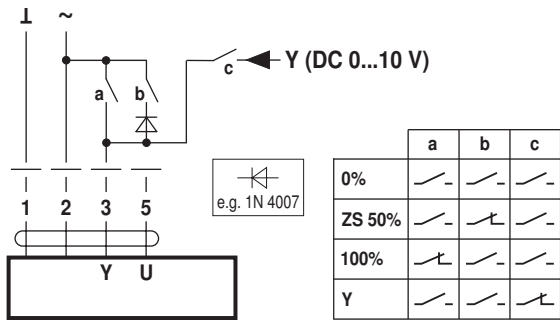 ⊥ ~
a b c Y (DC 0...10 V)
1 2 3 5
Y U
e.g. 1N 4007
a b c
0%
ZS 50%
100%
Y